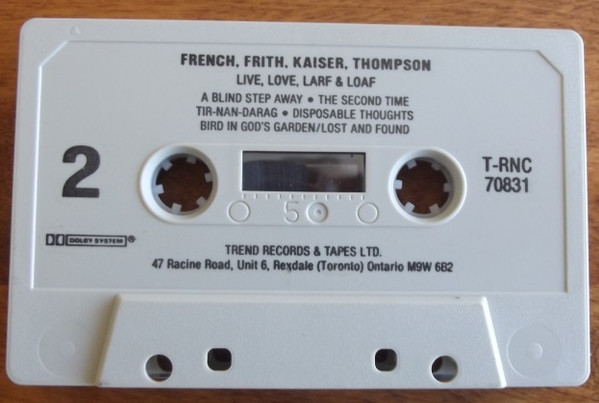 FRENCH, FRITH, KAISER, THOMPSON
LIVE, LOVE, LARF & LOAF
A BLIND STEP AWAY • THE SECOND TIME
TIR-NAN-DARAG • DISPOSABLE THOUGHTS
BIRD IN GOD'S GARDEN/LOST AND FOUND
2
T-RNC
70831
50
DOLBY SYSTEM®
TREND RECORDS & TAPES LTD.
47 Racine Road, Unit 6, Rexdale (Toronto) Ontario M9W 6B2